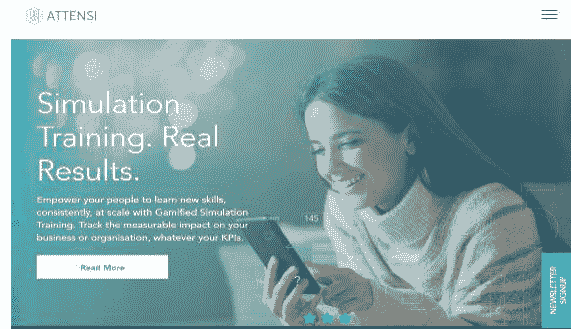 ATTENSI
Simulation
Training. Real
Results.
Empower your people to learn new skills,
consistently, at scale with Gamified Simulation
Training. Track the measurable impact on your
business or organisation, whatever your KPIs.
145
Read More
NEWSLETTER
SIGNUP